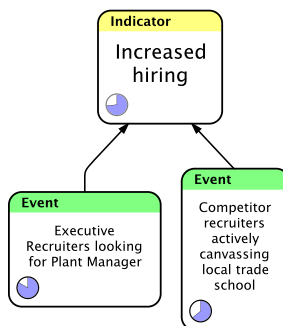 Indicator
Increased
hiring
Event
Executive
Recruiters looking
for Plant Manager
Event
Competitor
recruiters
actively
canvassing
local trade
school